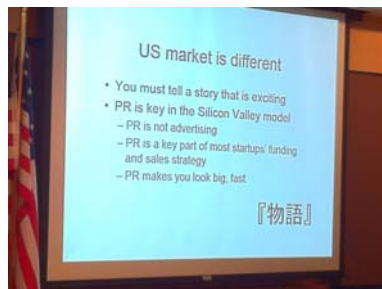 US market is different
• You must tell a story that is exciting
• PR is key in the Silicon Valley model
– PR is not advertising
– PR is a key part of most startups' funding
and sales strategy
– PR makes you look big, fast.
『物語』